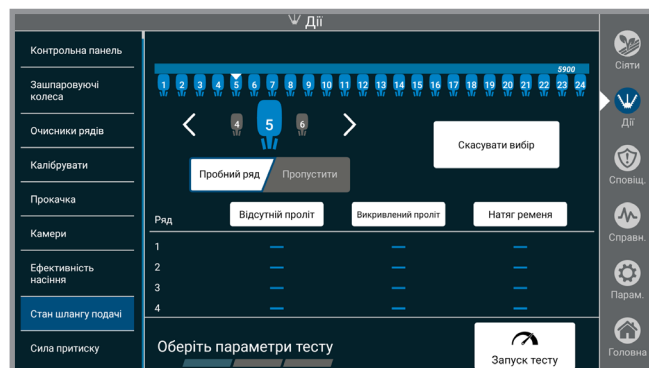 Дії
Контрольна панель
Зашпаровуючі
колеса
Очисники рядів
Калібрувати
Прокачка
Камери
Ефективність
насіння
Стан шлангу подачі
Сила притиску
5900
1 2 3 4 5 6 7 8 9 10 11 12 13 14 15 16 17 18 19 20 21 22 23 24
4 5 6
Скасувати вибір
Пробний ряд Пропустити
Ряд Відсутній проліт Викривлений проліт Натяг ременя
1 — — —
2 — — —
3 — — —
4 — — —
Оберіть параметри тесту
Запуск тесту
Сіяти
Дії
Сповіщ.
Справн.
Парам.
Головна